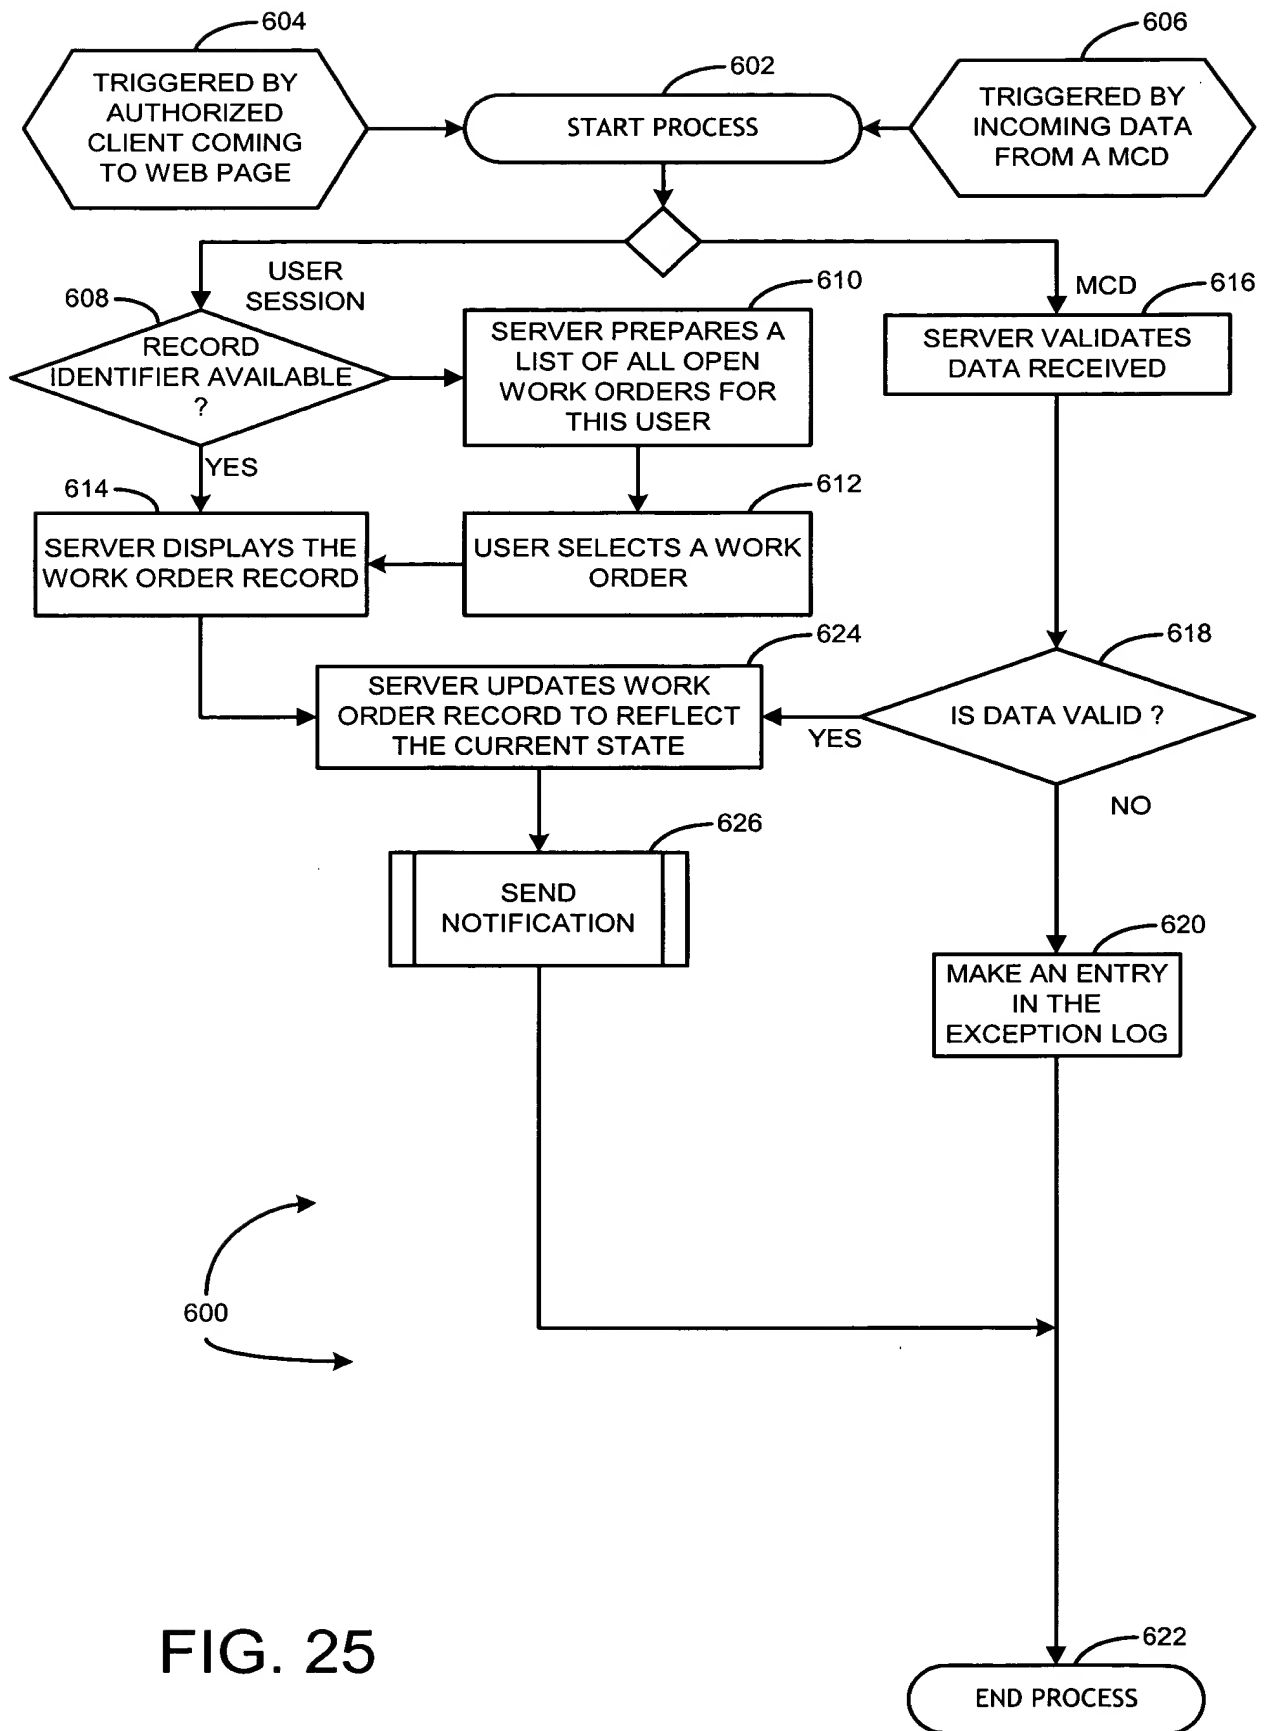 604
606
TRIGGERED BY
AUTHORIZED
CLIENT COMING
TO WEB PAGE
602
START PROCESS
TRIGGERED BY
INCOMING DATA
FROM A MCD
USER
SESSION
MCD
608
RECORD
IDENTIFIER AVAILABLE
?
610
SERVER PREPARES A
LIST OF ALL OPEN
WORK ORDERS FOR
THIS USER
616
SERVER VALIDATES
DATA RECEIVED
YES
614
SERVER DISPLAYS THE
WORK ORDER RECORD
612
USER SELECTS A WORK
ORDER
624
SERVER UPDATES WORK
ORDER RECORD TO REFLECT
THE CURRENT STATE
618
IS DATA VALID ?
YES
NO
626
SEND
NOTIFICATION
620
MAKE AN ENTRY
IN THE
EXCEPTION LOG
600
FIG. 25
622
END PROCESS